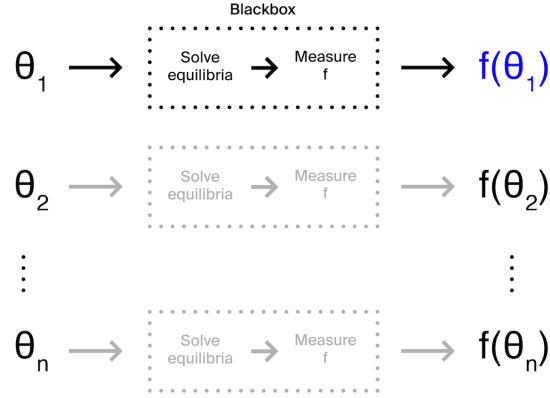 Blackbox
θ1 Solve equilibria Measure f f(θ1)
θ2 Solve equilibria Measure f f(θ2)
θn Solve equilibria Measure f f(θn)